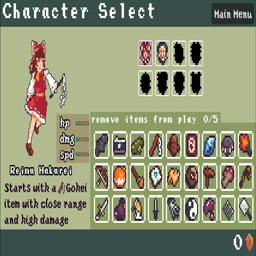 Character Select
Main Menu
hp
dmg
Spd
remove items from play 0/5
Reimu Hakurei
Starts with a Gohei
item with close range
and high damage
0